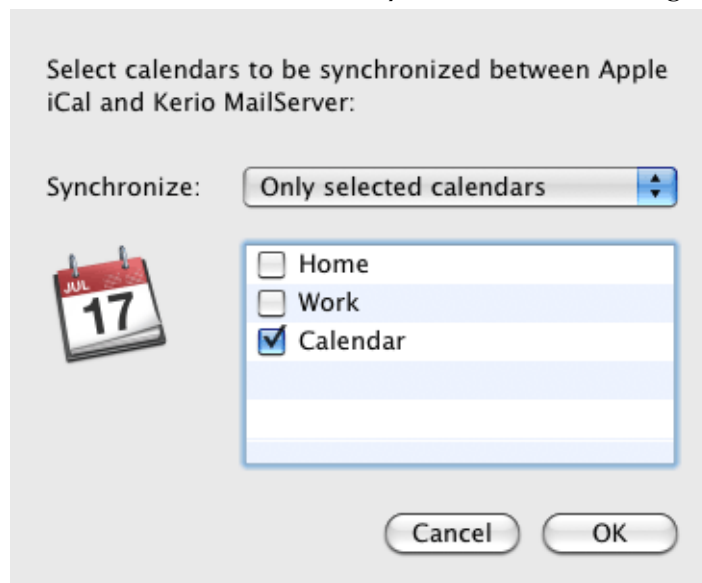 Select calendars to be synchronized between Apple
iCal and Kerio MailServer:
Synchronize: Only selected calendars
JUL
17
Home
Work
Calendar
Cancel OK